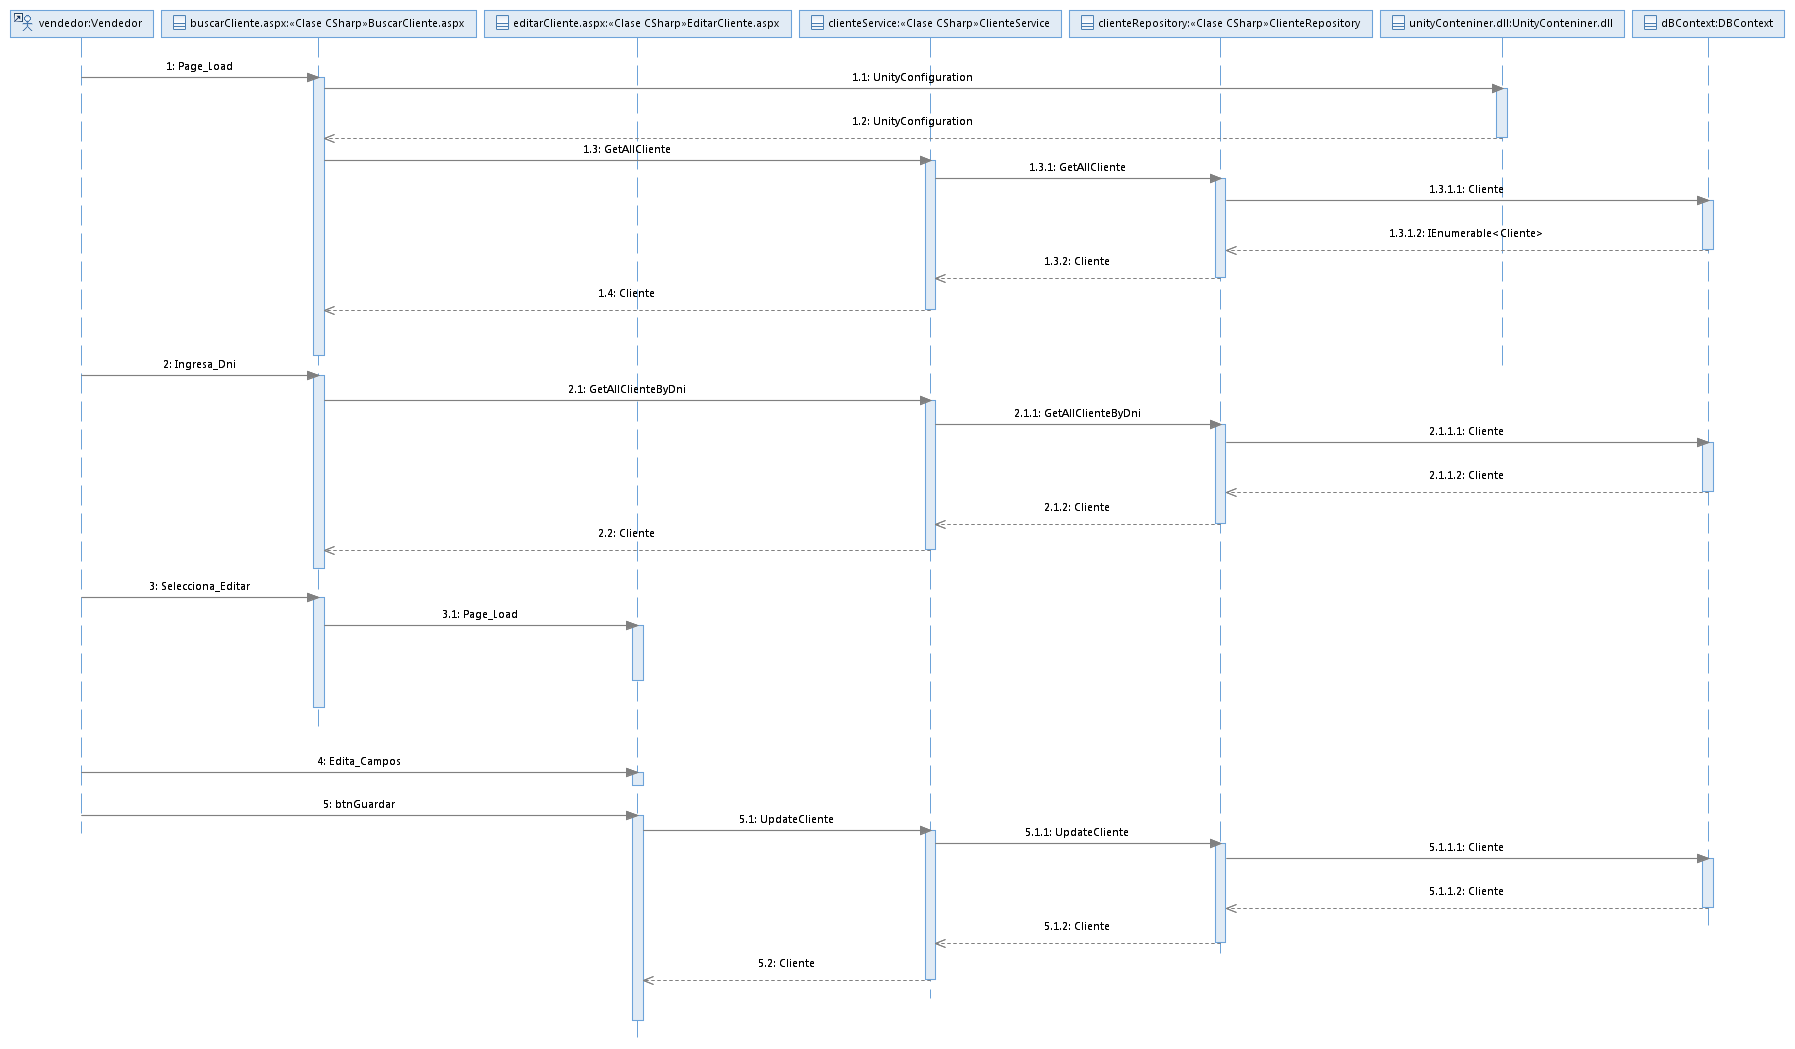 vendedor:Vendedor
buscarCliente.aspx:«Clase CSharp»BuscarCliente.aspx
editarCliente.aspx:«Clase CSharp»EditarCliente.aspx
clienteService:«Clase CSharp»ClienteService
clienteRepository:«Clase CSharp»ClienteRepository
unityConteniner.dll:UnityConteniner.dll
dBContext:DBContext
1: Page_Load
1.1: UnityConfiguration
1.2: UnityConfiguration
1.3: GetAllCliente
1.3.1: GetAllCliente
1.3.1.1: Cliente
1.3.1.2: IEnumerable<Cliente>
1.3.2: Cliente
1.4: Cliente
2: Ingresa_Dni
2.1: GetAllClienteByDni
2.1.1: GetAllClienteByDni
2.1.1.1: Cliente
2.1.1.2: Cliente
2.1.2: Cliente
2.2: Cliente
3: Selecciona_Editar
3.1: Page_Load
4: Edita_Campos
5: btnGuardar
5.1: UpdateCliente
5.1.1: UpdateCliente
5.1.1.1: Cliente
5.1.1.2: Cliente
5.1.2: Cliente
5.2: Cliente